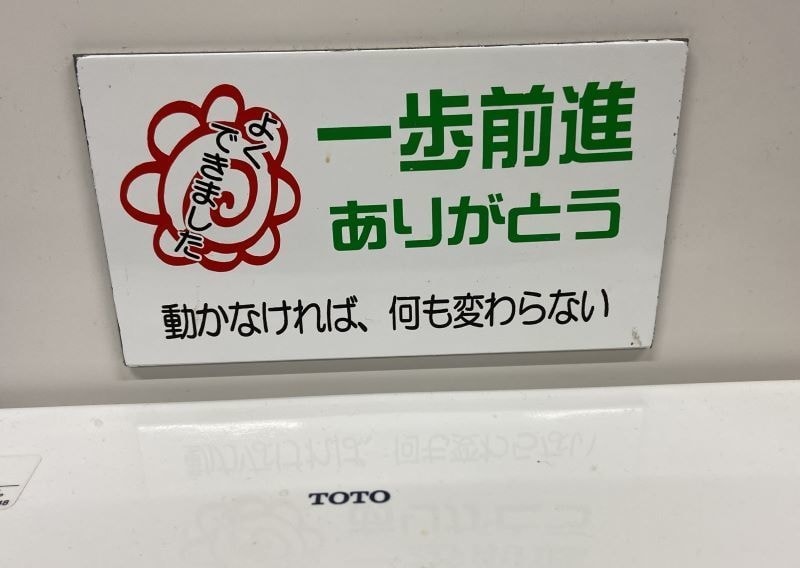 よく
できました
一歩前進
ありがとう
動かなければ、何も変わらない
TOTO